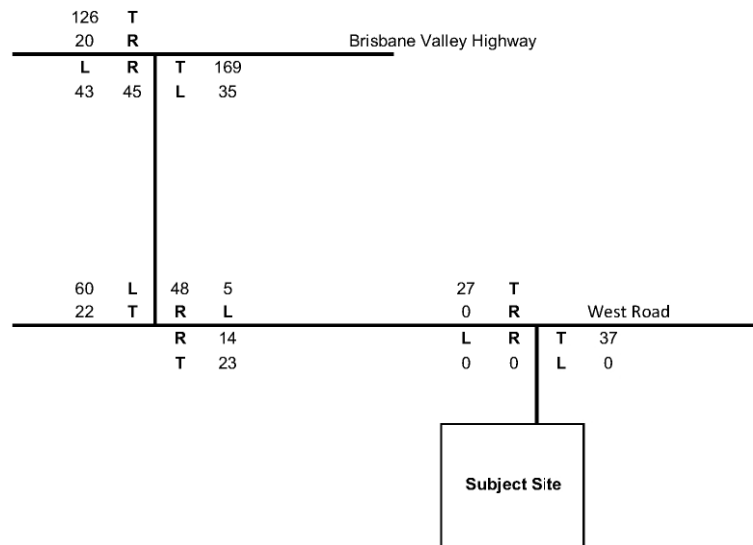 126 T
20 R Brisbane Valley Highway
L R T 169
43 45 L 35
60 L 48 5 27 T
22 T R L 0 R West Road
R 14 L R T 37
T 23 0 0 L 0
Subject Site